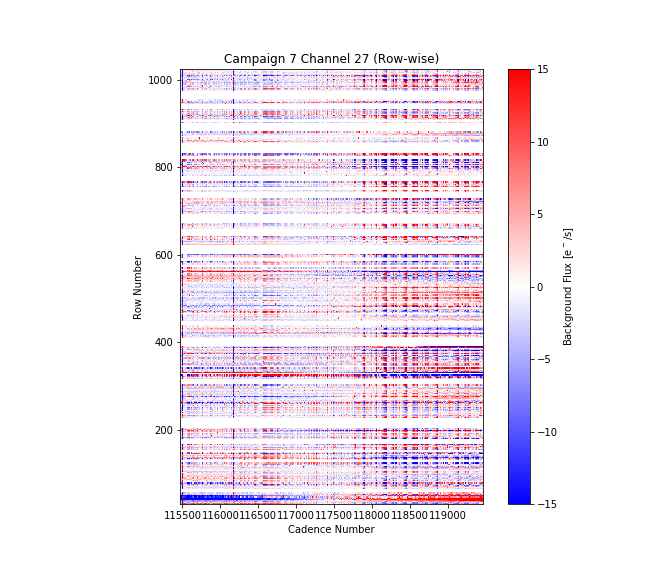 Campaign 7 Channel 27 (Row-wise)
1000
800
600
400
200
Row Number
115500 116000 116500 117000 117500 118000 118500 119000
Cadence Number
15
10
5
0
−5
−10
−15
Background Flux [e⁻/s]